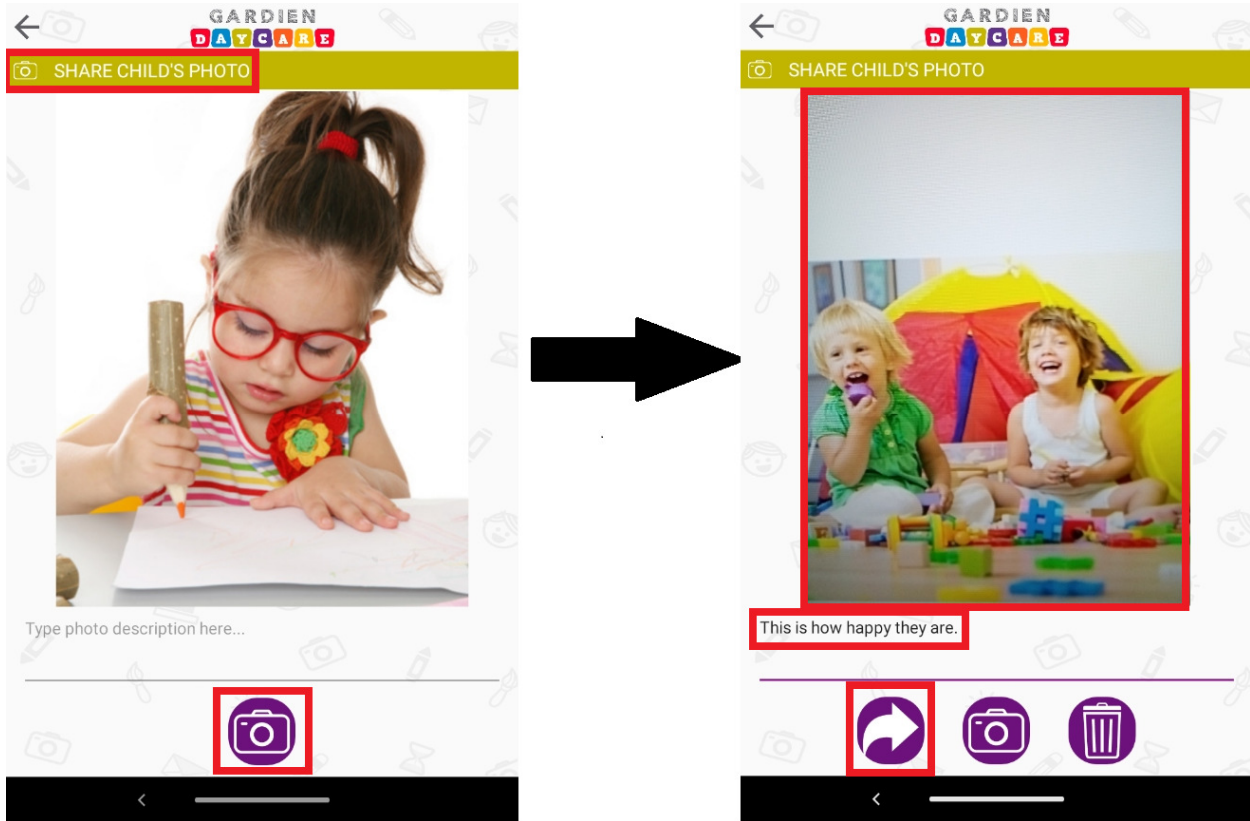 GARDIEN
DAYCARE
SHARE CHILD'S PHOTO
Type photo description here...
GARDIEN
DAYCARE
SHARE CHILD'S PHOTO
This is how happy they are.